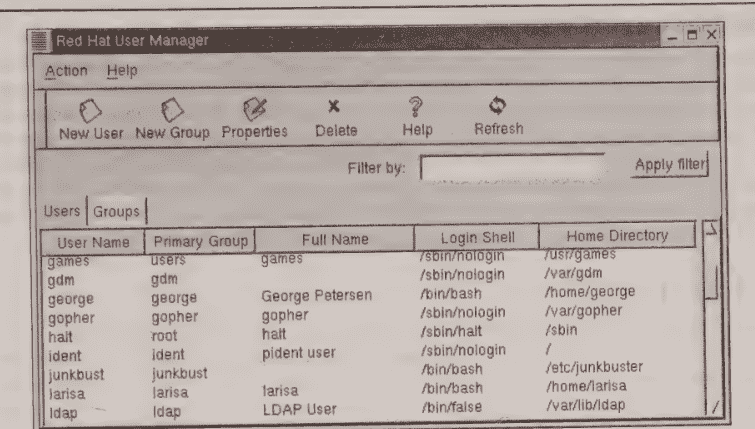 Red Hat User Manager
Action Help
New User New Group Properties Delete Help Refresh
Filter by: Apply filter
Users Groups
User Name Primary Group Full Name Login Shell Home Directory
games users games /sbin/nologin /usr/games
gdm gdm /sbin/nologin /var/gdm
george george George Petersen /bin/bash /home/george
gopher gopher gopher /sbin/nologin /var/gopher
halt root halt /sbin/halt /sbin
ident ident pident user /sbin/nologin /
junkbust junkbust /bin/bash /etc/junkbuster
larisa larisa larisa /bin/bash /home/larisa
ldap ldap LDAP User /bin/false /var/lib/ldap